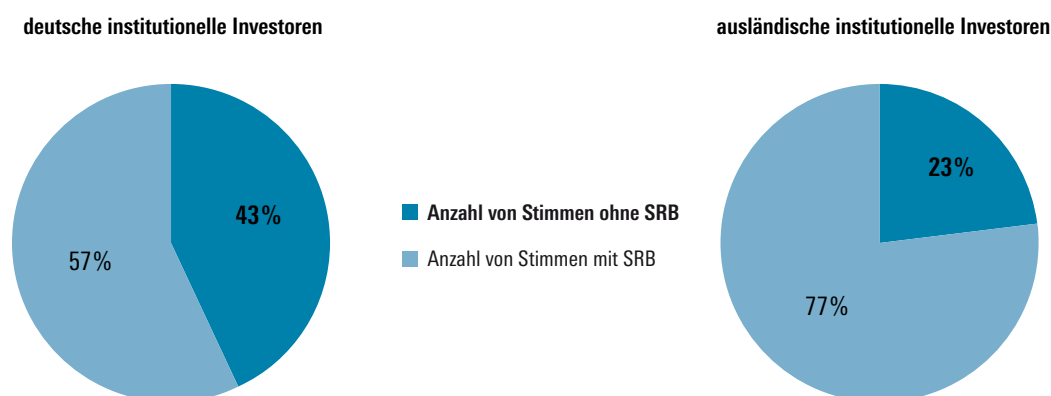 deutsche institutionelle Investoren
43%
57%
Anzahl von Stimmen ohne SRB
Anzahl von Stimmen mit SRB
ausländische institutionelle Investoren
23%
77%